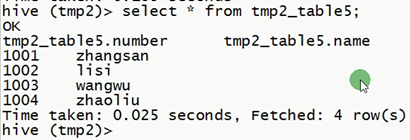 hive (tmp2)> select * from tmp2_table5;
OK
tmp2_table5.number tmp2_table5.name
1001 zhangsan
1002 lisi
1003 wangwu
1004 zhaoliu
Time taken: 0.025 seconds, Fetched: 4 row(s)
hive (tmp2)>